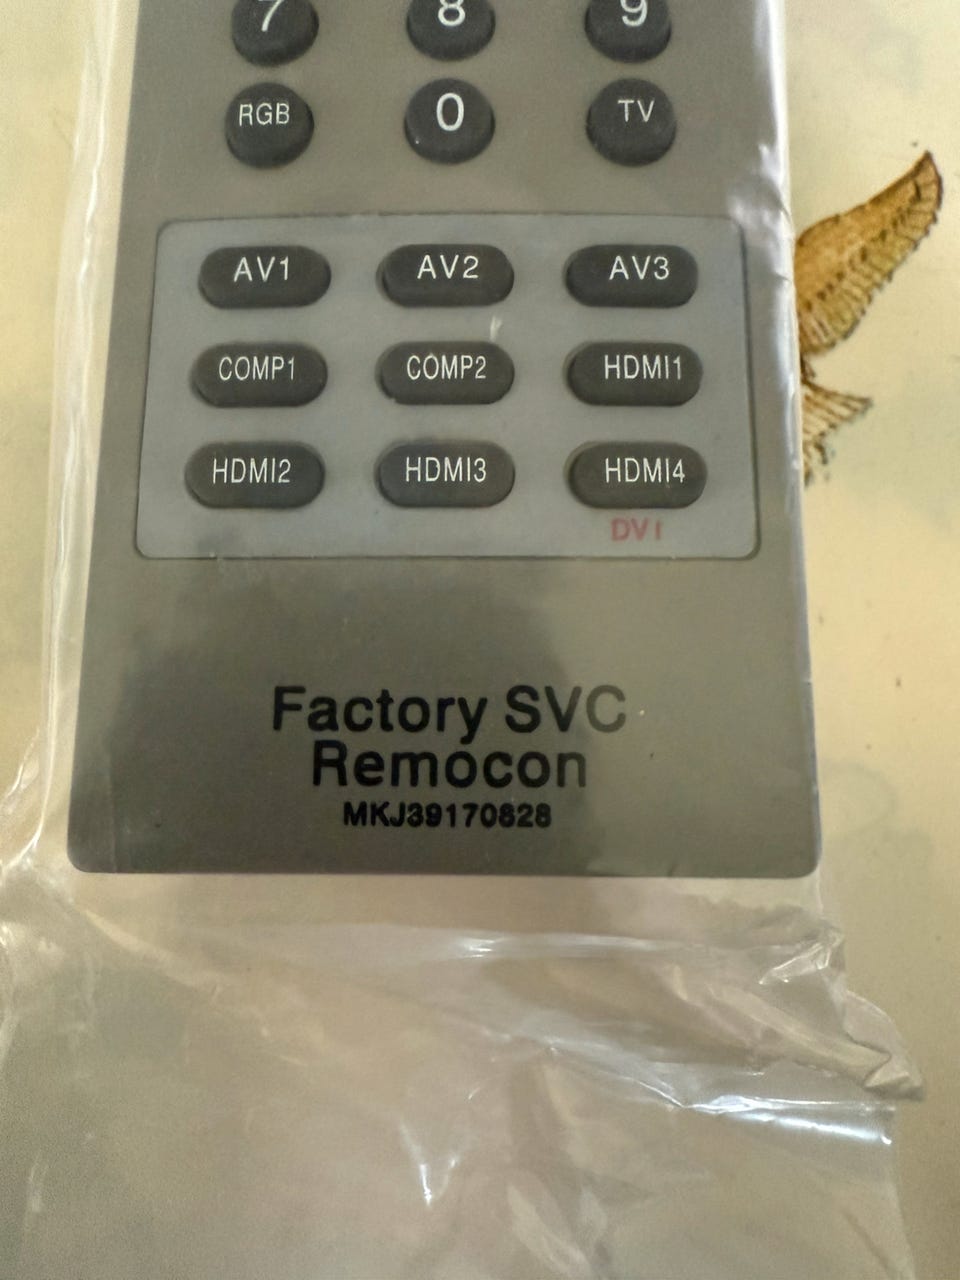 7 8 9
RGB 0 TV
AV1 AV2 AV3
COMP1 COMP2 HDMI1
HDMI2 HDMI3 HDMI4
DVI
Factory SVC
Remocon
MKJ39170828